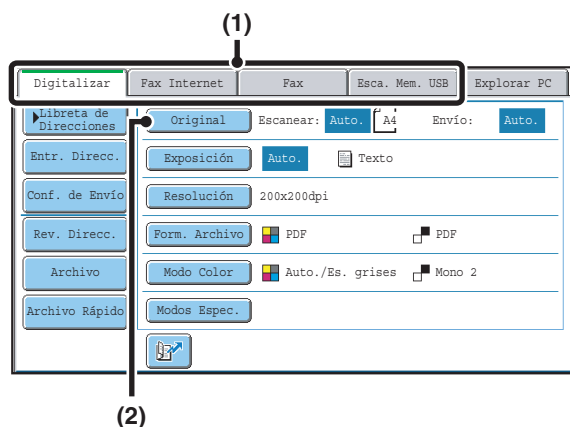 (1)
Digitalizar Fax Internet Fax Esca. Mem. USB Explorar PC
Libreta de Direcciones
Original Escanear: Auto. A4 Envío: Auto.
Entr. Direcc.
Exposición Auto. Texto
Conf. de Envío
Resolución 200x200dpi
Rev. Direcc.
Form. Archivo PDF PDF
Archivo
Modo Color Auto./Es. grises Mono 2
Archivo Rápido
Modos Espec.
(2)